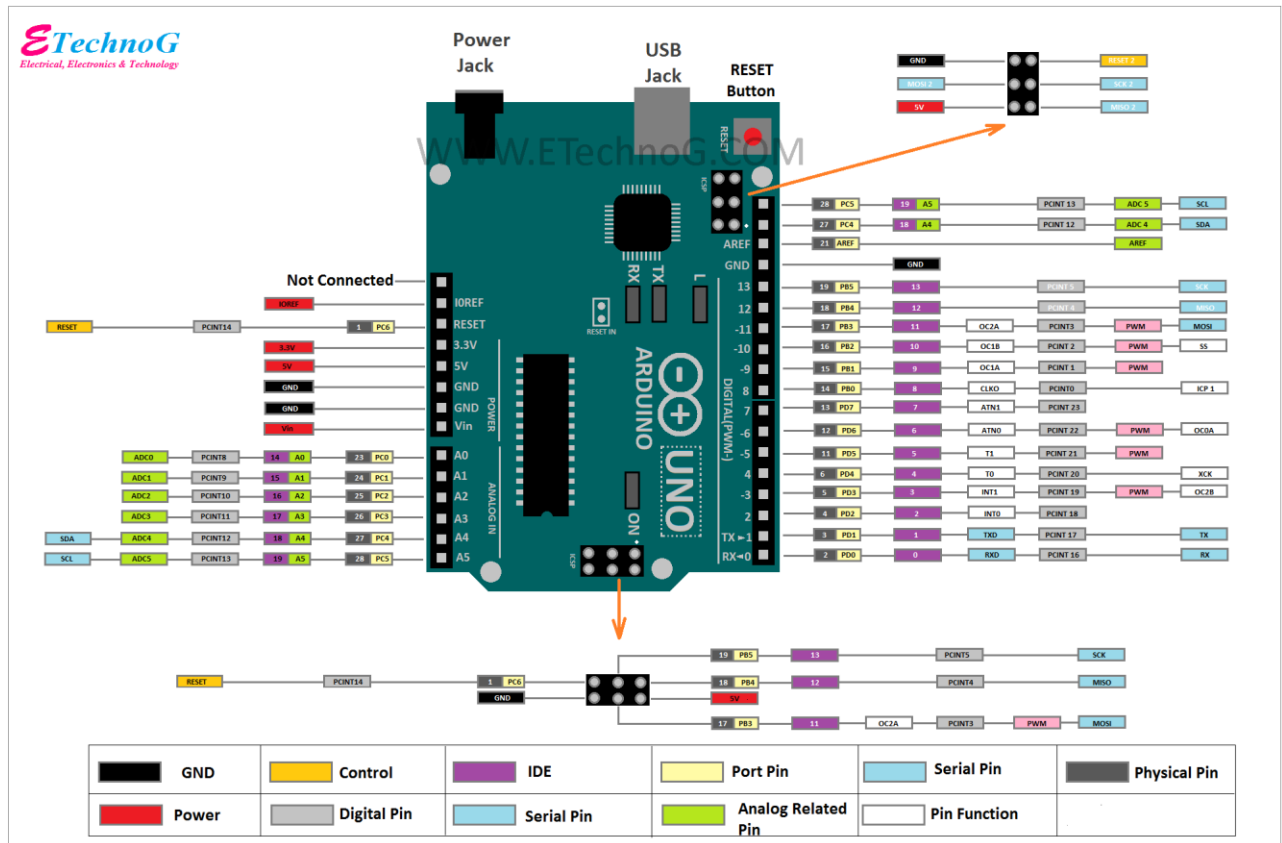 ETechnoG
Electrical, Electronics & Technology
Power
Jack
USB
Jack
RESET
Button
WWW.ETechnoG.COM
GND RESET 2
MOSI 2 SCK 2
5V MISO 2
RESET
ICSP
28 PC5 19 A5 PCINT 13 ADC 5 SCL
27 PC4 18 A4 PCINT 12 ADC 4 SDA
AREF 21 AREF AREF
GND GND
13 19 PB5 13 PCINT 5 SCK
12 18 PB4 12 PCINT 4 MISO
-11 17 PB3 11 OC2A PCINT3 PWM MOSI
-10 16 PB2 10 OC1B PCINT 2 PWM SS
-9 15 PB1 9 OC1A PCINT 1 PWM
8 14 PB0 8 CLKO PCINT0 ICP 1
7 13 PD7 7 ATN1 PCINT 23
-6 12 PD6 6 ATN0 PCINT 22 PWM OC0A
-5 11 PD5 5 T1 PCINT 21 PWM
4 6 PD4 4 T0 PCINT 20 XCK
-3 5 PD3 3 INT1 PCINT 19 PWM OC2B
2 4 PD2 2 INT0 PCINT 18
TX►1 3 PD1 1 TXD PCINT 17 TX
RX◄0 2 PD0 0 RXD PCINT 16 RX
DIGITAL(PWM-)
RX
TX
L
RESET IN
ARDUINO
UNO
ON
ICSP
Not Connected
IOREF I0REF
RESET PCINT14 1 PC6 RESET
3.3V 3.3V
5V 5V
GND GND
GND GND
Vin Vin
POWER
ADC0 PCINT8 14 A0 23 PC0 A0
ADC1 PCINT9 15 A1 24 PC1 A1
ADC2 PCINT10 16 A2 25 PC2 A2
ADC3 PCINT11 17 A3 26 PC3 A3
SDA ADC4 PCINT12 18 A4 27 PC4 A4
SCL ADC5 PCINT13 19 A5 28 PC5 A5
ANALOG IN
19 PB5 13 PCINT5 SCK
RESET PCINT14 1 PC6 18 PB4 12 PCINT4 MISO
GND 5V
17 PB3 11 OC2A PCINT3 PWM MOSI
GND Control IDE Port Pin Serial Pin Physical Pin
Power Digital Pin Serial Pin Analog Related Pin Pin Function